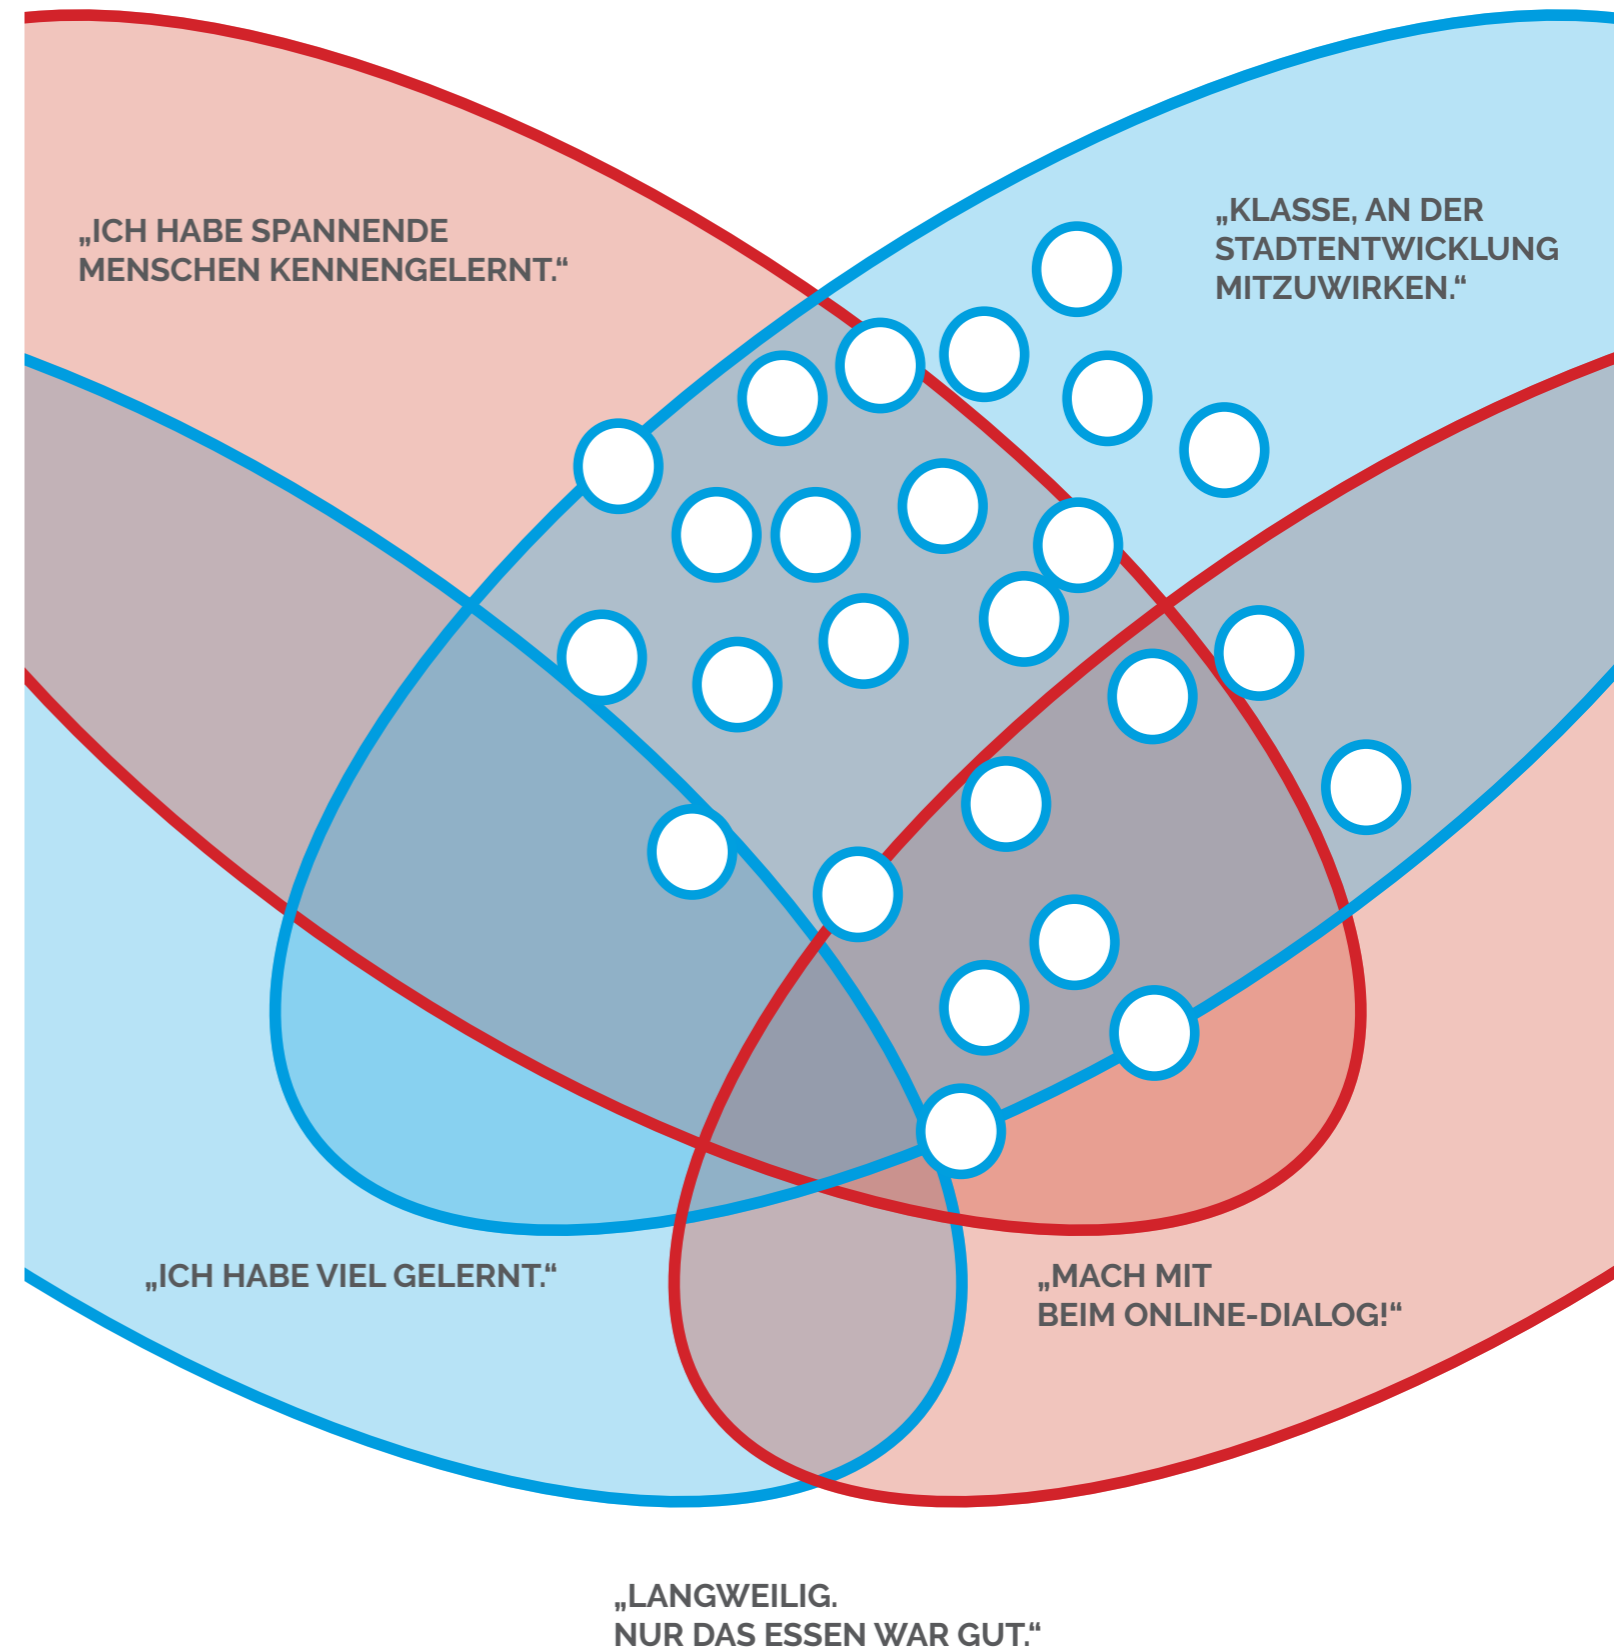 „ICH HABE SPANNENDE
MENSCHEN KENNENGELERNT.“
„KLASSE, AN DER
STADTENTWICKLUNG
MITZUWIRKEN.“
„ICH HABE VIEL GELERNT.“
„MACH MIT
BEIM ONLINE-DIALOG!“
„LANGWEILIG.
NUR DAS ESSEN WAR GUT.“